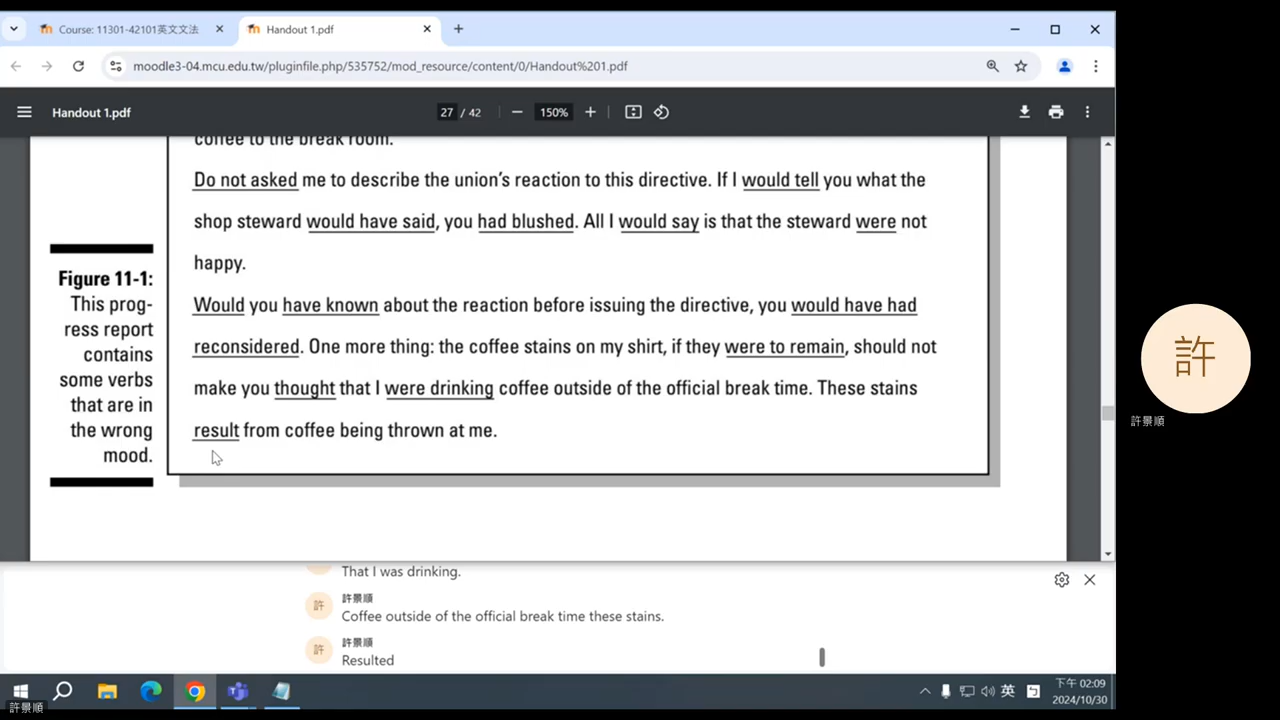 Course: 11301-42101英文文法
Handout 1.pdf
moodle3-04.mcu.edu.tw/pluginfile.php/535752/mod_resource/content/0/Handout%201.pdf
Handout 1.pdf
27 / 42
150%
coffee to the break room.
Do not asked me to describe the union's reaction to this directive. If I would tell you what the
shop steward would have said, you had blushed. All I would say is that the steward were not
happy.
Would you have known about the reaction before issuing the directive, you would have had
reconsidered. One more thing: the coffee stains on my shirt, if they were to remain, should not
make you thought that I were drinking coffee outside of the official break time. These stains
result from coffee being thrown at me.
Figure 11-1:
This prog-
ress report
contains
some verbs
that are in
the wrong
mood.
許
許景順
That I was drinking.
許
許景順
Coffee outside of the official break time these stains.
許
許景順
Resulted
英
下午 02:09
2024/10/30
許景順